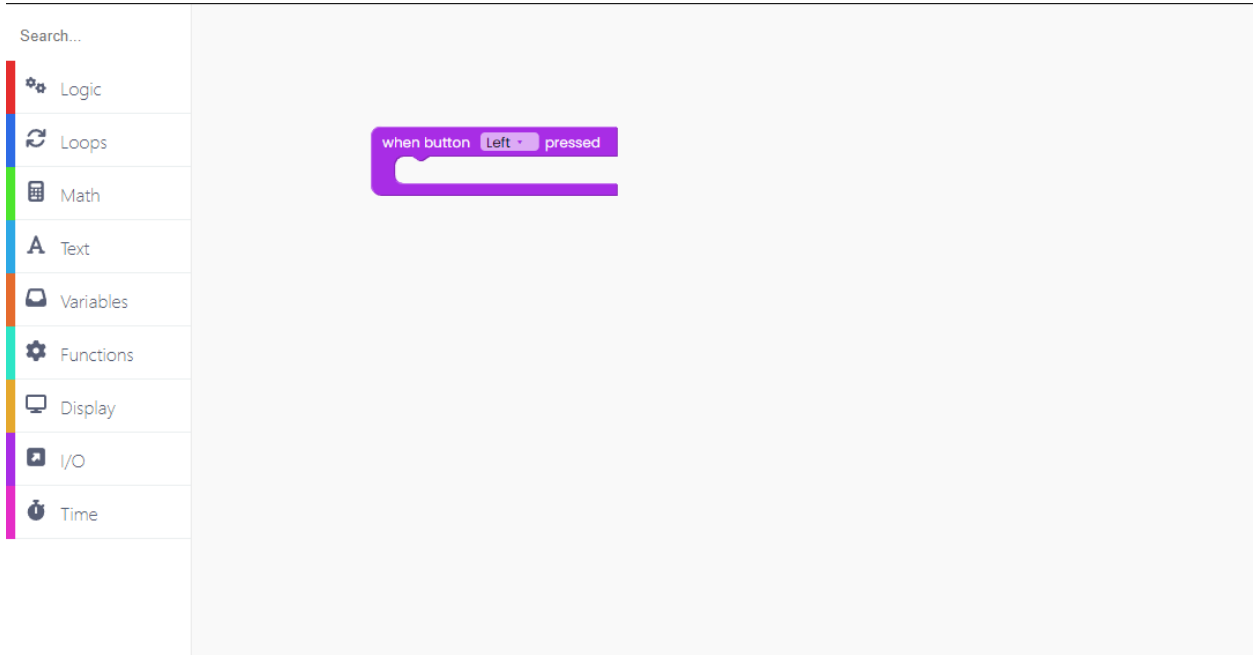 Search...
Logic
Loops
Math
Text
Variables
Functions
Display
I/O
Time
when button Left pressed